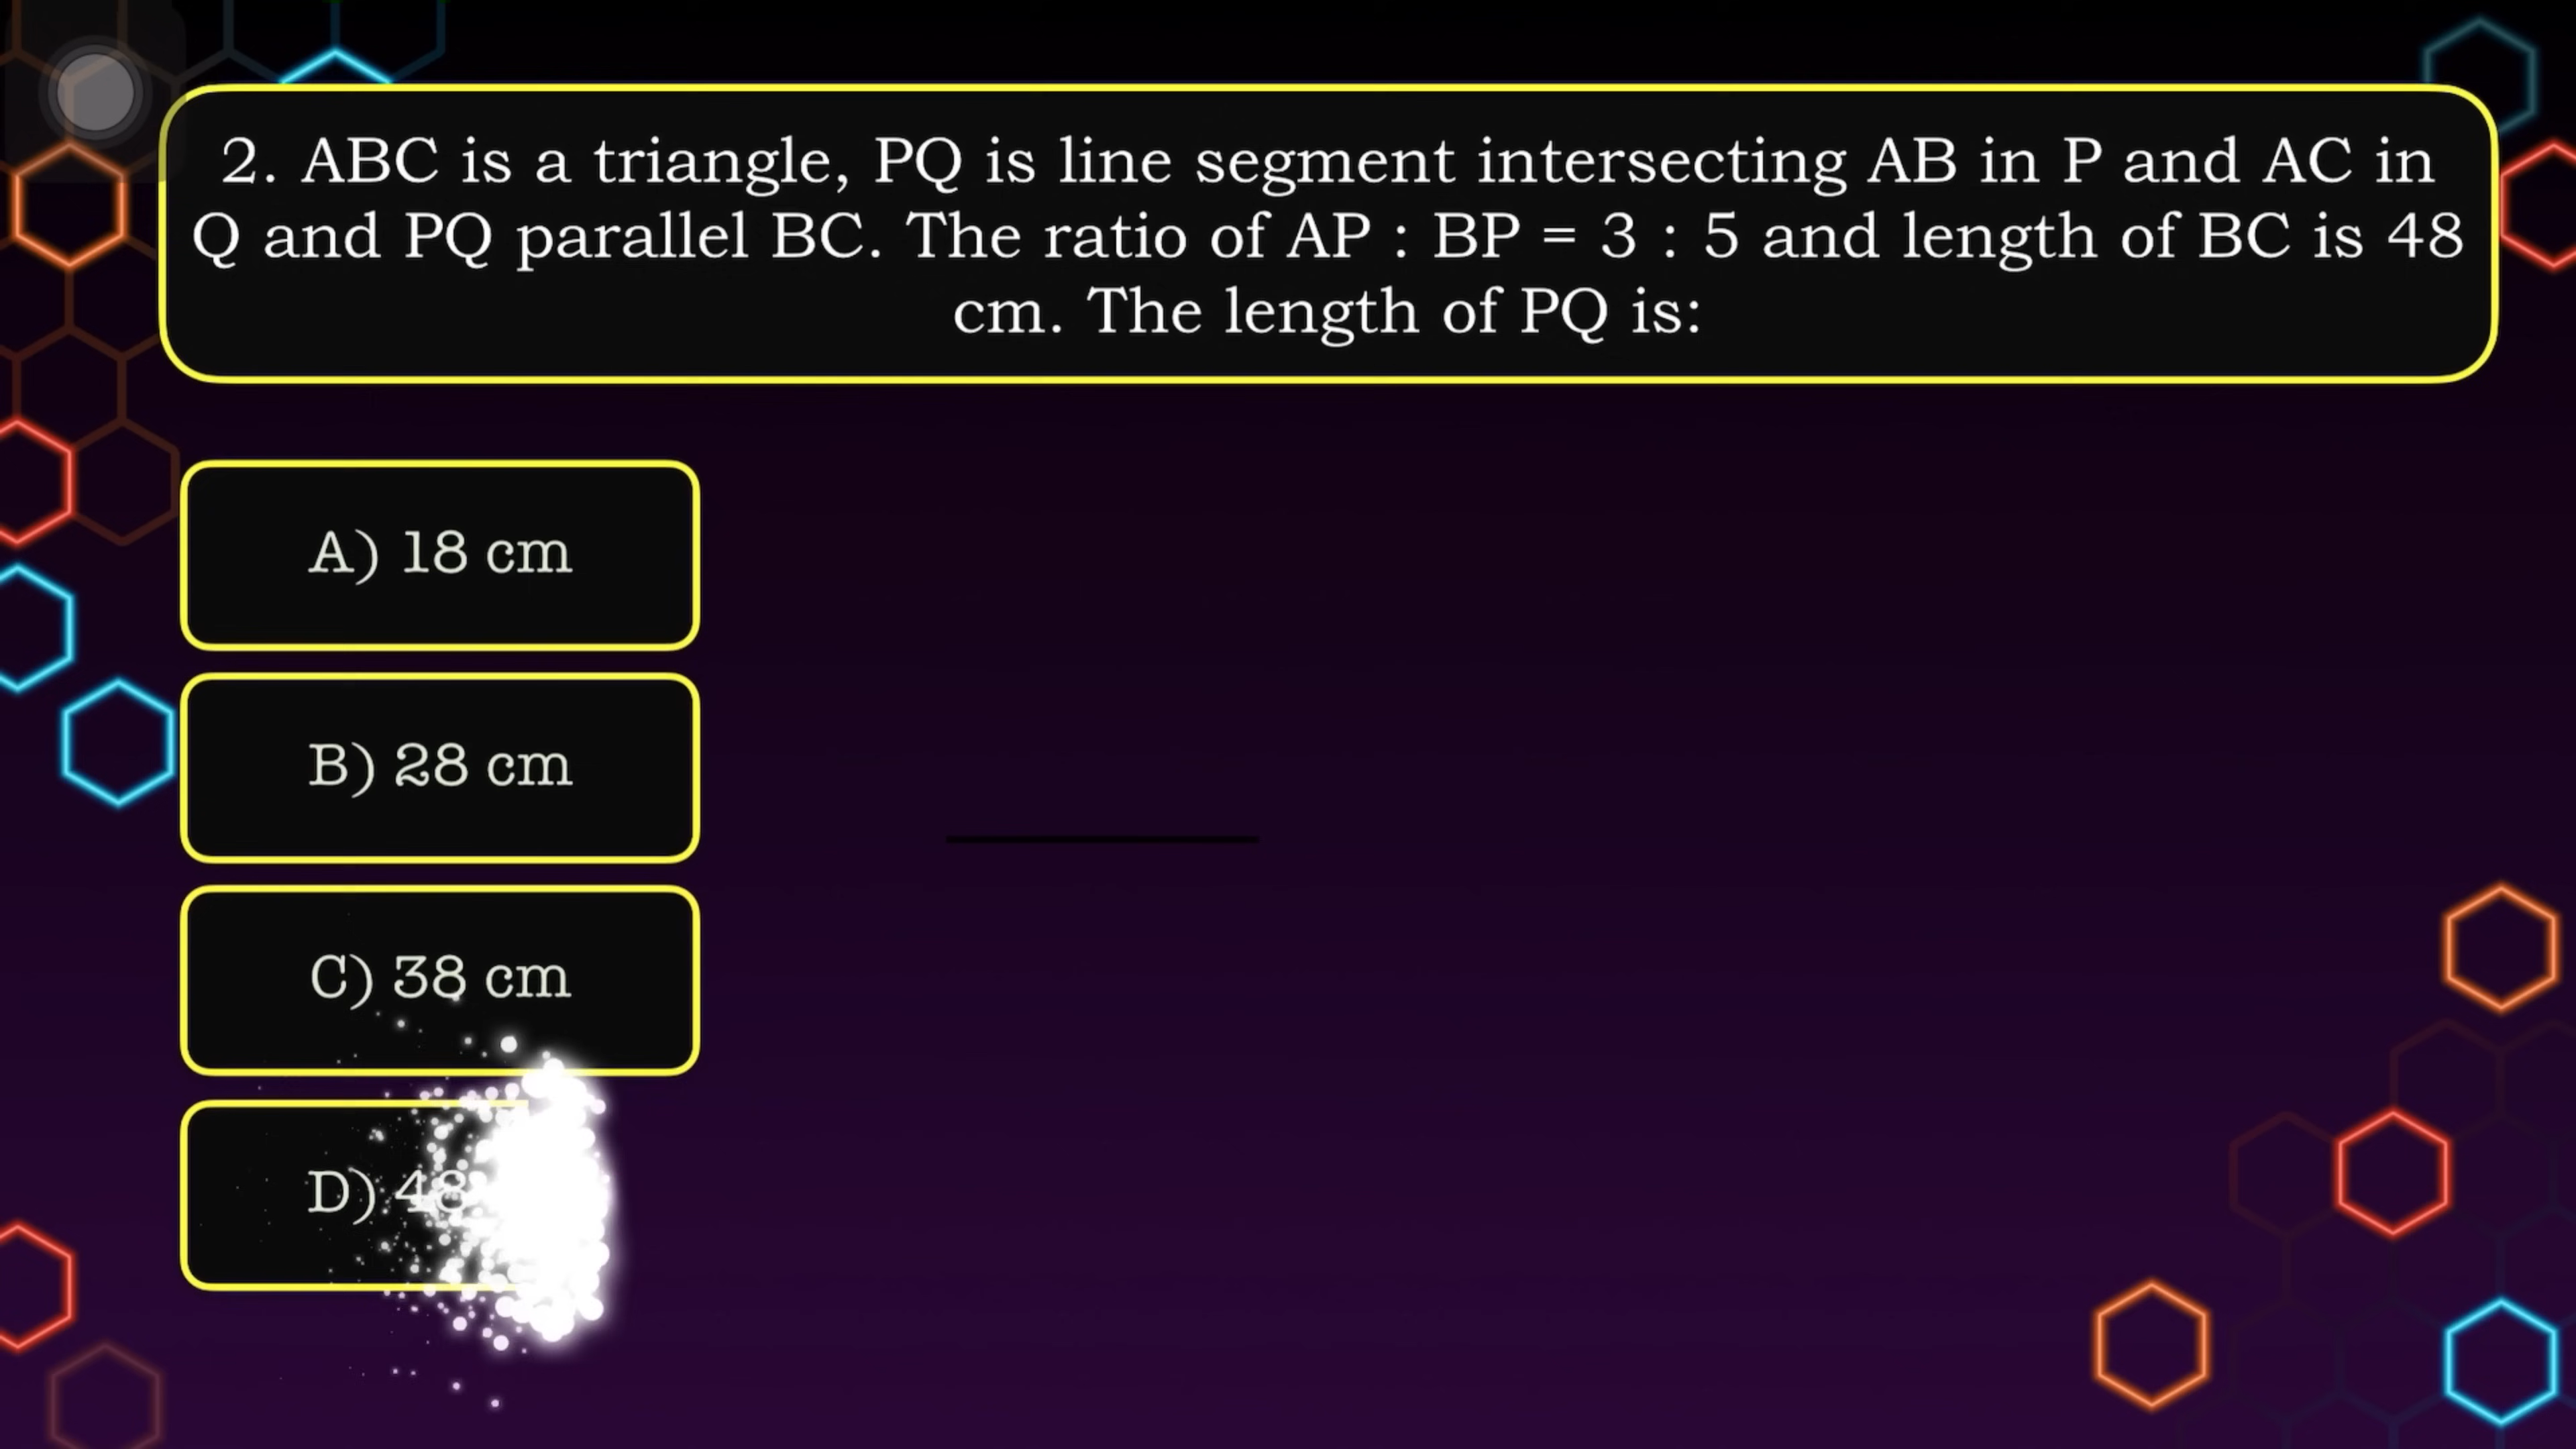 2. ABC is a triangle, PQ is line segment intersecting AB in P and AC in
Q and PQ parallel BC. The ratio of AP : BP = 3 : 5 and length of BC is 48
cm. The length of PQ is:
A) 18 cm
B) 28 cm
C) 38 cm
D) 48